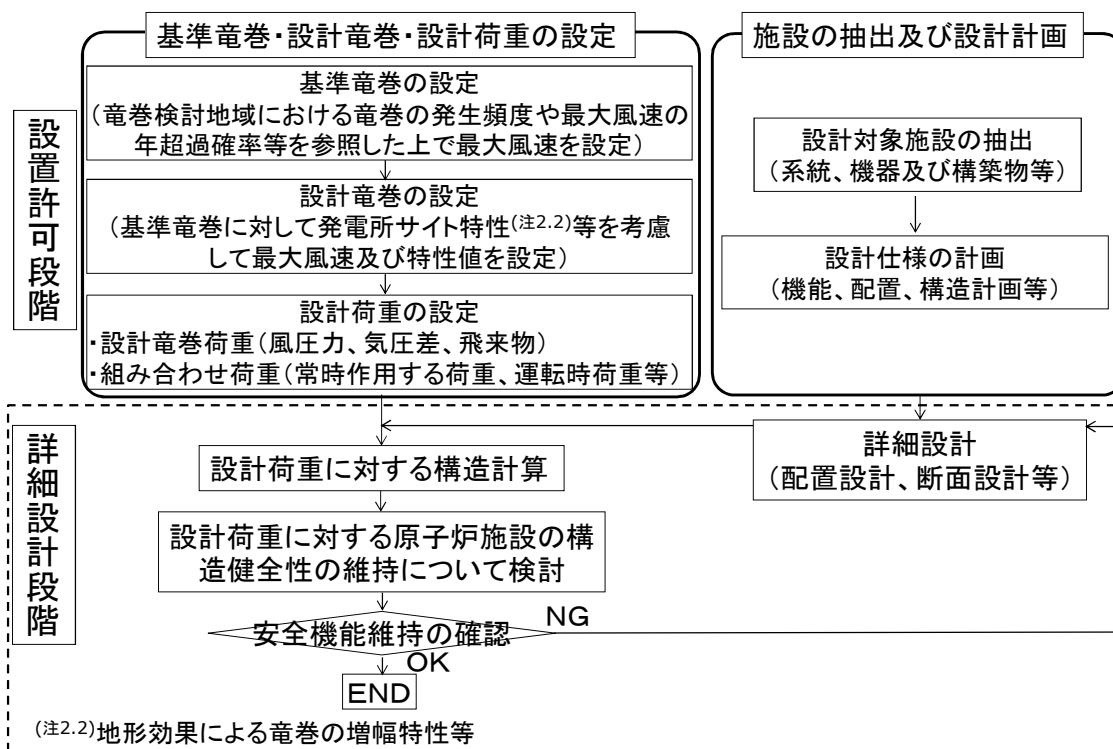 基準竜巻・設計竜巻・設計荷重の設定
施設の抽出及び設計計画
設置許可段階
基準竜巻の設定
(竜巻検討地域における竜巻の発生頻度や最大風速の
年超過確率等を参照した上で最大風速を設定)
設計竜巻の設定
(基準竜巻に対して発電所サイト特性(注2.2)等を考慮
して最大風速及び特性値を設定)
設計荷重の設定
・設計竜巻荷重(風圧力、気圧差、飛来物)
・組み合わせ荷重(常時作用する荷重、運転時荷重等)
設計対象施設の抽出
(系統、機器及び構築物等)
設計仕様の計画
(機能、配置、構造計画等)
詳細設計段階
詳細設計
(配置設計、断面設計等)
設計荷重に対する構造計算
設計荷重に対する原子炉施設の構
造健全性の維持について検討
安全機能維持の確認
NG
OK
END
(注2.2)地形効果による竜巻の増幅特性等